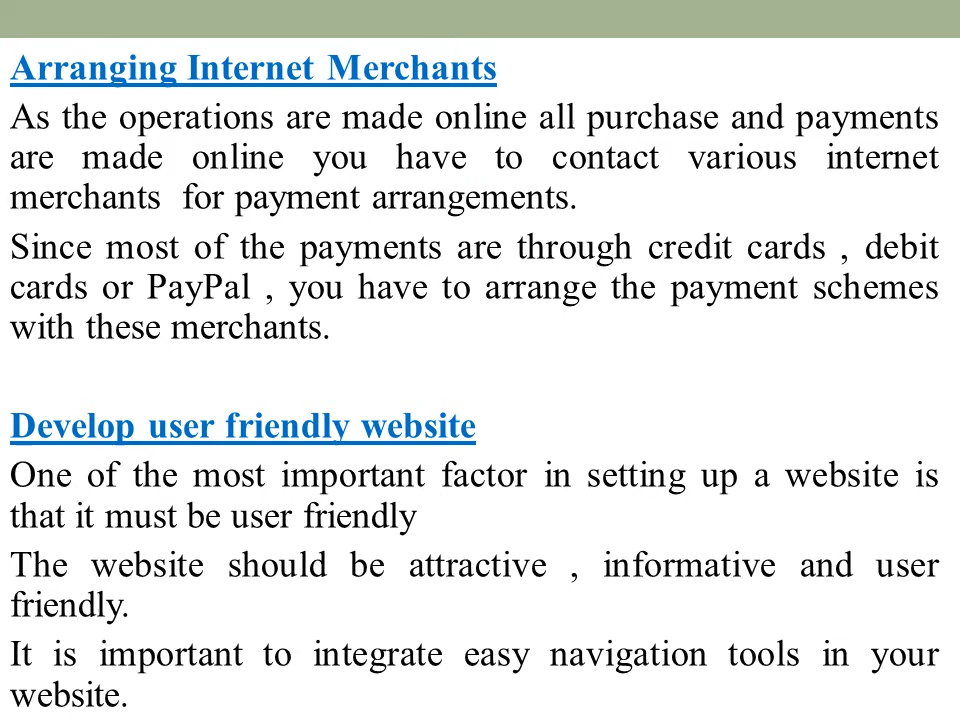 Arranging Internet Merchants
As the operations are made online all purchase and payments
are made online you have to contact various internet
merchants  for payment arrangements.
Since most of the payments are through credit cards , debit
cards or PayPal , you have to arrange the payment schemes
with these merchants.
Develop user friendly website
One of the most important factor in setting up a website is
that it must be user friendly
The website should be attractive , informative and user
friendly.
It is important to integrate easy navigation tools in your
website.